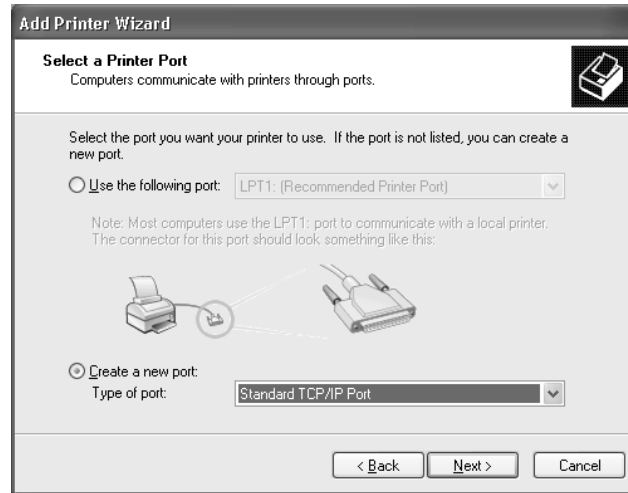 Add Printer Wizard
Select a Printer Port
Computers communicate with printers through ports.
Select the port you want your printer to use. If the port is not listed, you can create a
new port.
Use the following port: LPT1: (Recommended Printer Port)
Note: Most computers use the LPT1: port to communicate with a local printer.
The connector for this port should look something like this:
Create a new port:
Type of port: Standard TCP/IP Port
< Back Next > Cancel